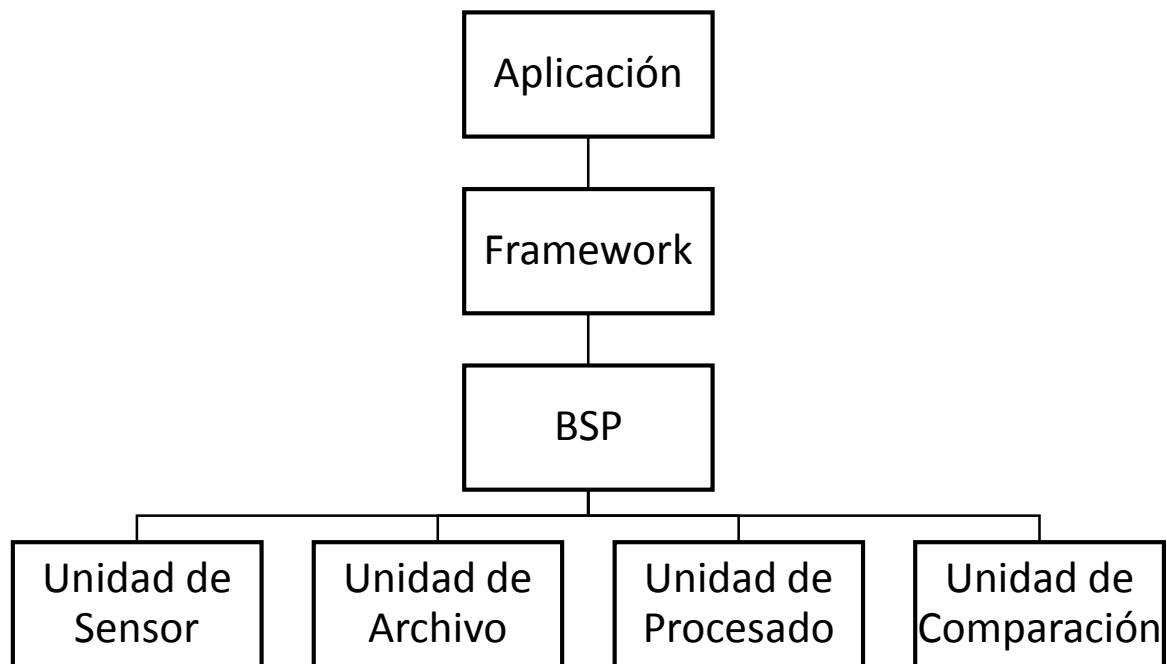 Aplicación
Framework
BSP
Unidad de
Sensor
Unidad de
Archivo
Unidad de
Procesado
Unidad de
Comparación